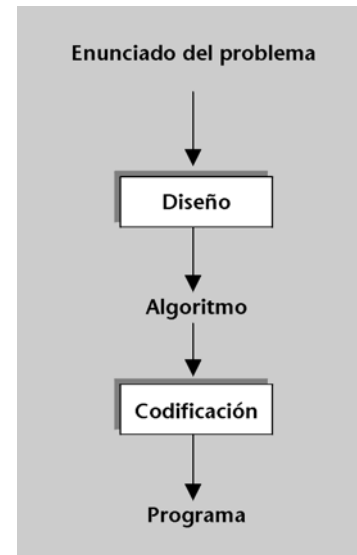 Enunciado del problema
Diseño
Algoritmo
Codificación
Programa